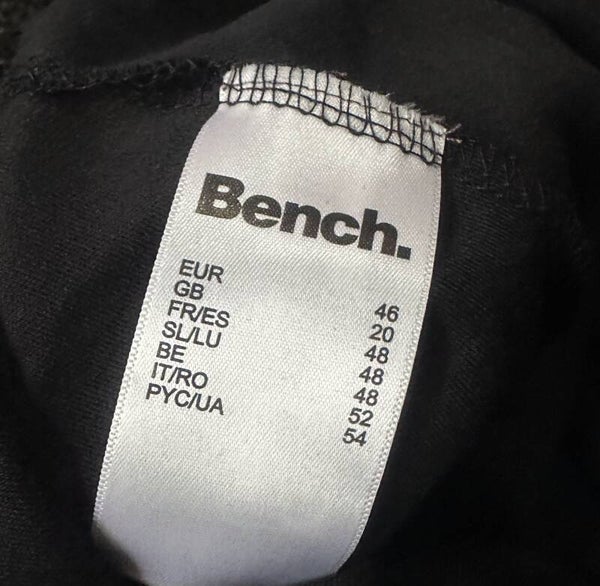 Bench.
EUR 46
GB 20
FR/ES 48
SL/LU 48
BE 48
IT/RO 52
PYC/UA 54